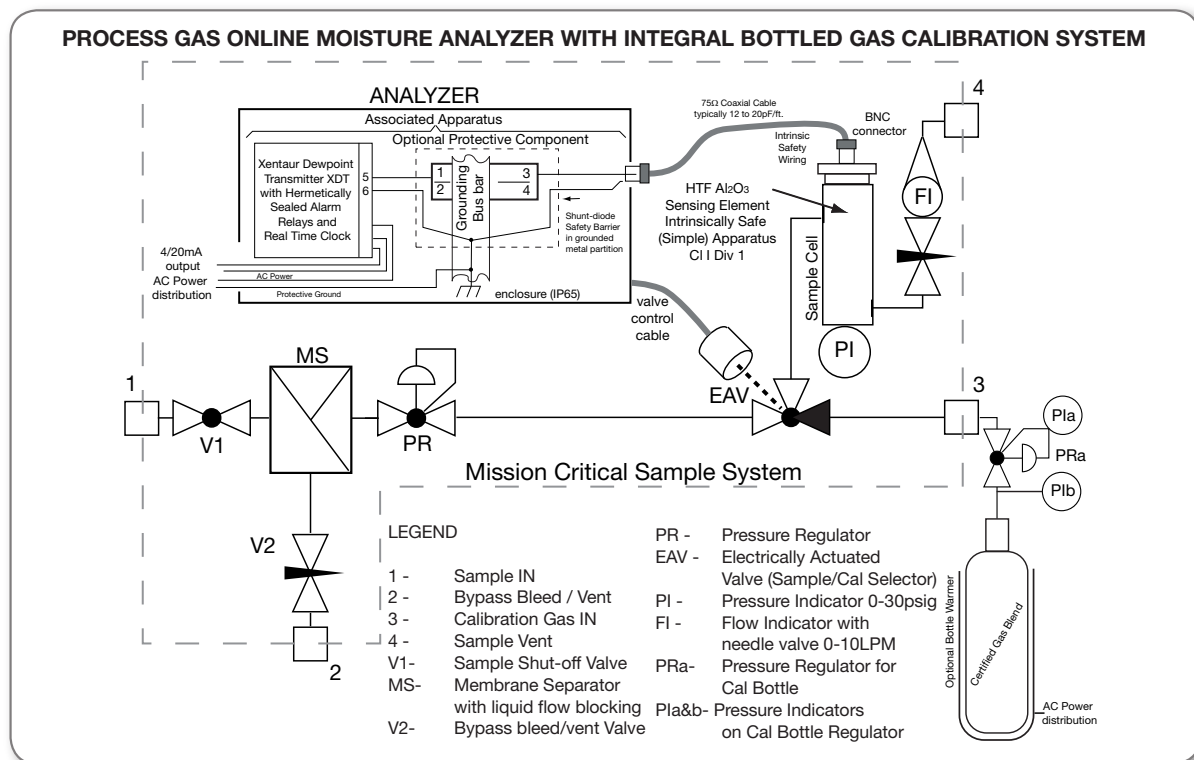 PROCESS GAS ONLINE MOISTURE ANALYZER WITH INTEGRAL BOTTLED GAS CALIBRATION SYSTEM
ANALYZER
Associated Apparatus
Optional Protective Component
Xentaur Dewpoint
Transmitter XDT
with Hermetically
Sealed Alarm
Relays and
Real Time Clock
5
6
1
2
Grounding
Bus bar
3
4
Shunt-diode
Safety Barrier
in grounded
metal partition
4/20mA
output
AC Power
distribution
AC Power
Protective Ground
enclosure (IP65)
75Ω Coaxial Cable
typically 12 to 20pF/ft.
Intrinsic
Safety
Wiring
BNC
connector
4
HTF Al2O3
Sensing Element
Intrinsically Safe
(Simple) Apparatus
Cl I Div 1
Sample Cell
FI
PI
valve
control
cable
EAV
1
V1
MS
PR
3
PIa
PRa
PIb
Mission Critical Sample System
V2
2
LEGEND
1 - Sample IN
2 - Bypass Bleed / Vent
3 - Calibration Gas IN
4 - Sample Vent
V1- Sample Shut-off Valve
MS- Membrane Separator
with liquid flow blocking
V2- Bypass bleed/vent Valve
PR - Pressure Regulator
EAV - Electrically Actuated
Valve (Sample/Cal Selector)
PI - Pressure Indicator 0-30psig
FI - Flow Indicator with
needle valve 0-10LPM
PRa- Pressure Regulator for
Cal Bottle
PIa&b- Pressure Indicators
on Cal Bottle Regulator
Optional Bottle Warmer
Certified Gas Blend
AC Power
distribution